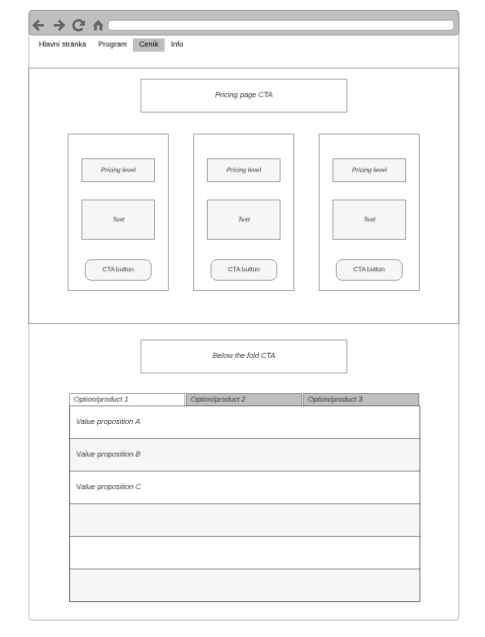 Hlavní stránka Program Ceník Info
Pricing page CTA
Pricing level Pricing level Pricing level
Text Text Text
CTA button CTA button CTA button
Below the fold CTA
Option/product 1 Option/product 2 Option/product 3
Value proposition A
Value proposition B
Value proposition C